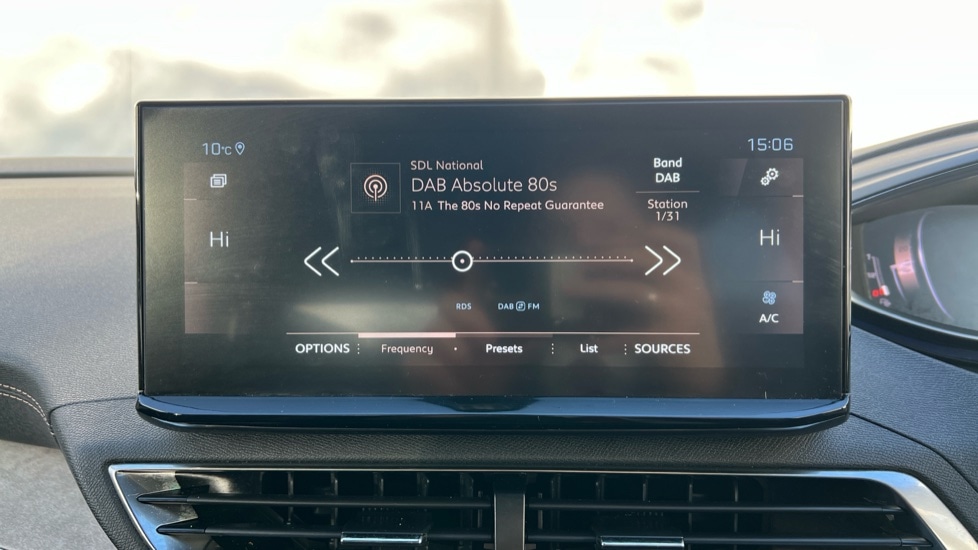 10°C
15:06
SDL National
DAB Absolute 80s
11A The 80s No Repeat Guarantee
Band
DAB
Station
1/31
Hi
Hi
RDS
DAB FM
A/C
OPTIONS Frequency Presets List SOURCES